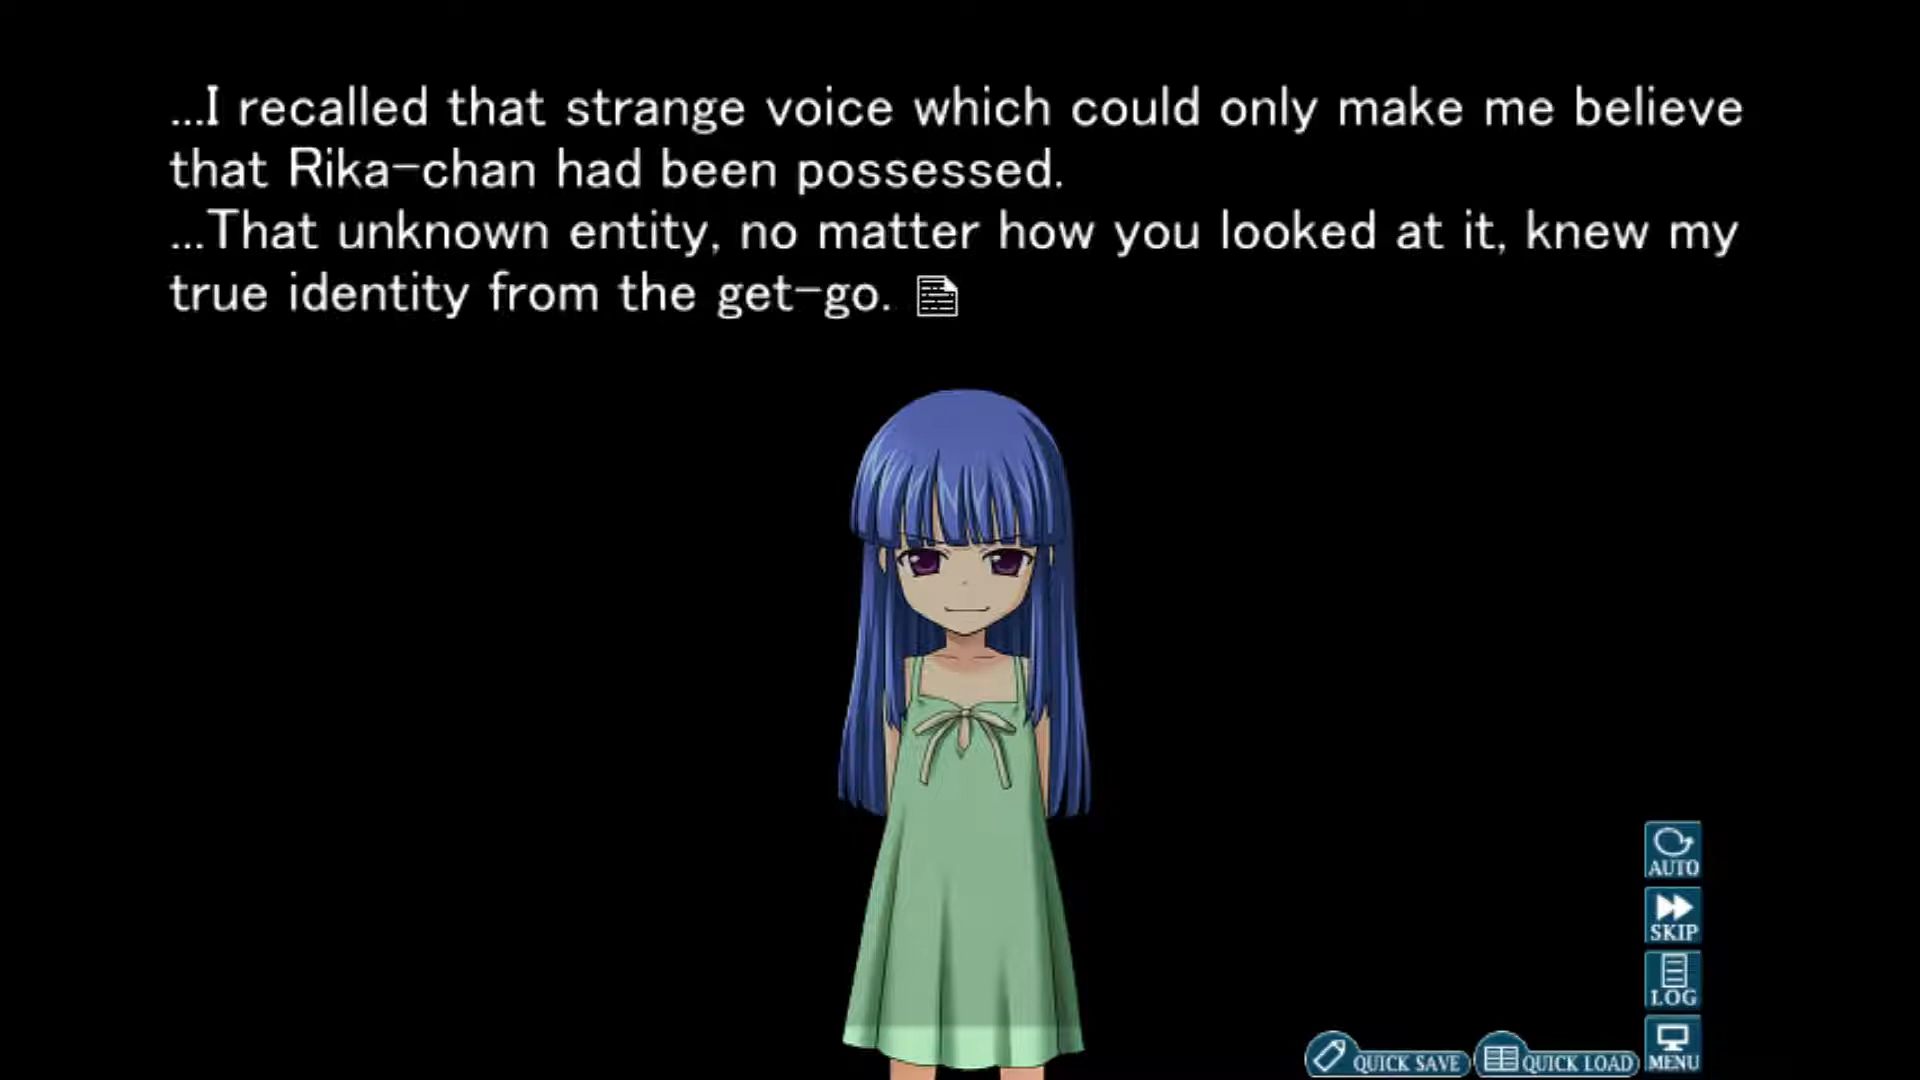 ...I recalled that strange voice which could only make me believe
that Rika-chan had been possessed.
...That unknown entity, no matter how you looked at it, knew my
true identity from the get-go.
AUTO
SKIP
LOG
MENU
QUICK SAVE
QUICK LOAD